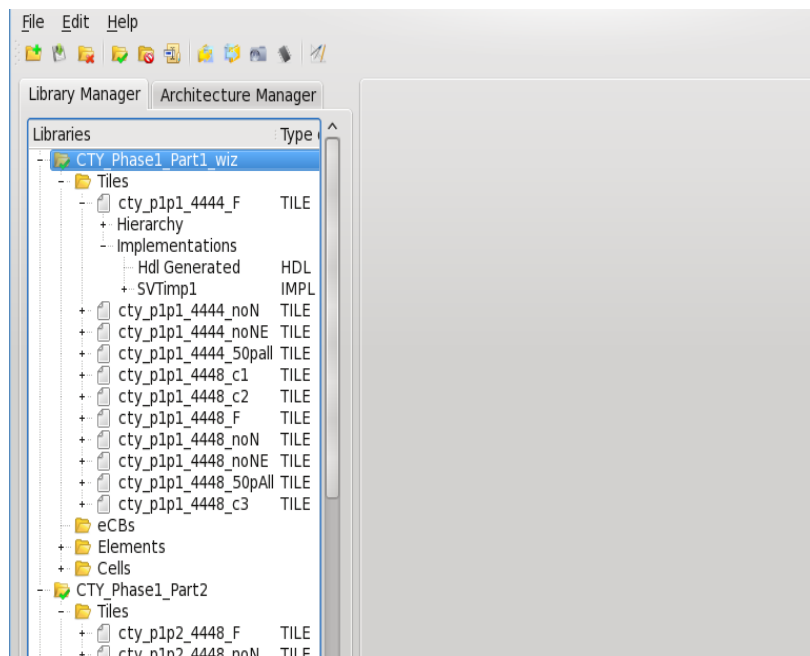 File Edit Help
Library Manager Architecture Manager
Libraries Type
CTY_Phase1_Part1_wiz
Tiles
cty_p1p1_4444_F TILE
Hierarchy
Implementations
Hdl Generated HDL
SVTimp1 IMPL
cty_p1p1_4444_noN TILE
cty_p1p1_4444_noNE TILE
cty_p1p1_4444_50pall TILE
cty_p1p1_4448_c1 TILE
cty_p1p1_4448_c2 TILE
cty_p1p1_4448_F TILE
cty_p1p1_4448_noN TILE
cty_p1p1_4448_noNE TILE
cty_p1p1_4448_50pAll TILE
cty_p1p1_4448_c3 TILE
eCBs
Elements
Cells
CTY_Phase1_Part2
Tiles
cty_p1p2_4448_F TILE
cty_p1p2_4448_noN TILE